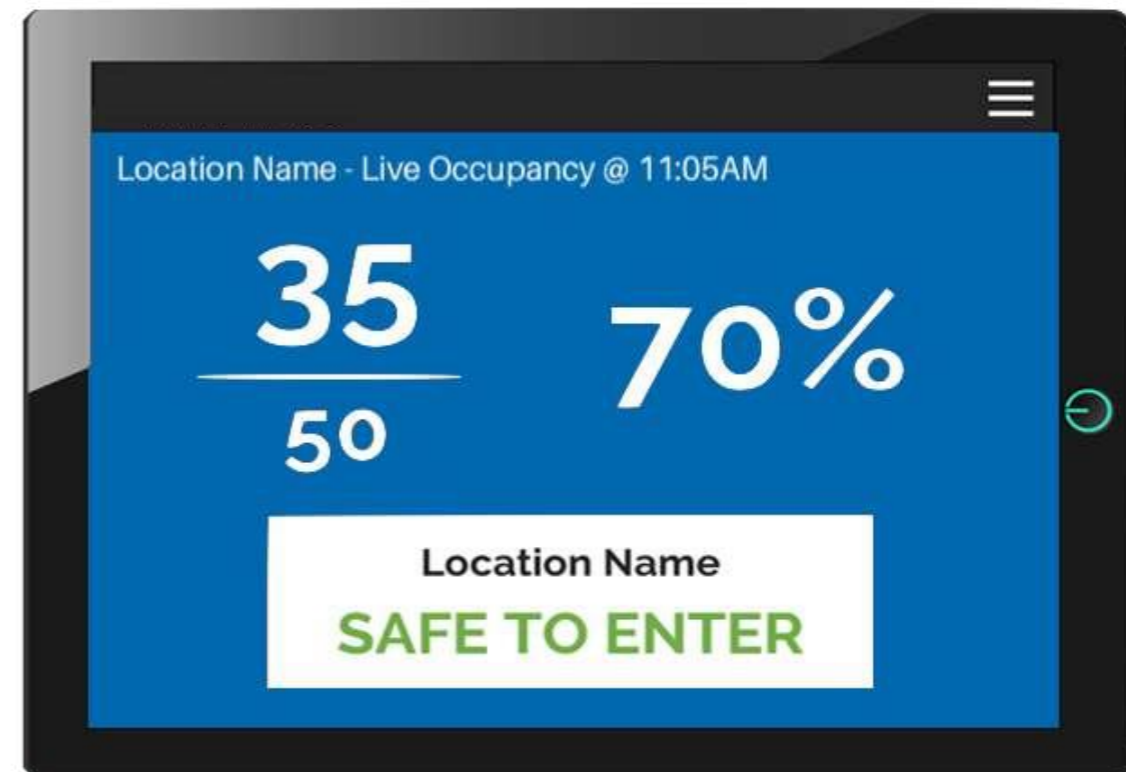 Location Name - Live Occupancy @ 11:05AM
35
50
70%
Location Name
SAFE TO ENTER